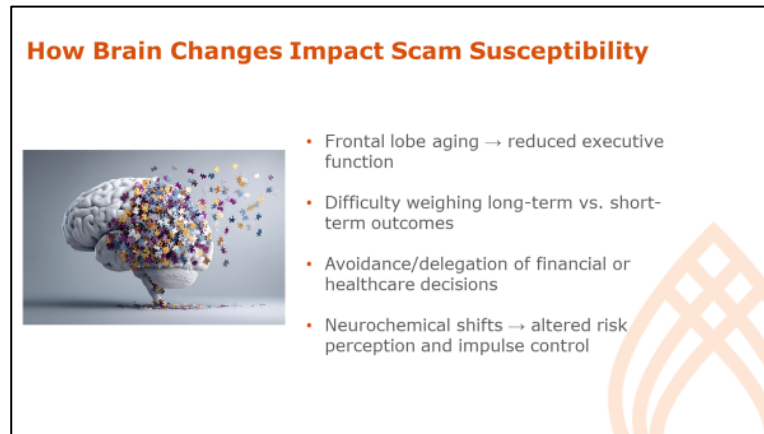 How Brain Changes Impact Scam Susceptibility
• Frontal lobe aging → reduced executive
function
• Difficulty weighing long-term vs. short-
term outcomes
• Avoidance/delegation of financial or
healthcare decisions
• Neurochemical shifts → altered risk
perception and impulse control